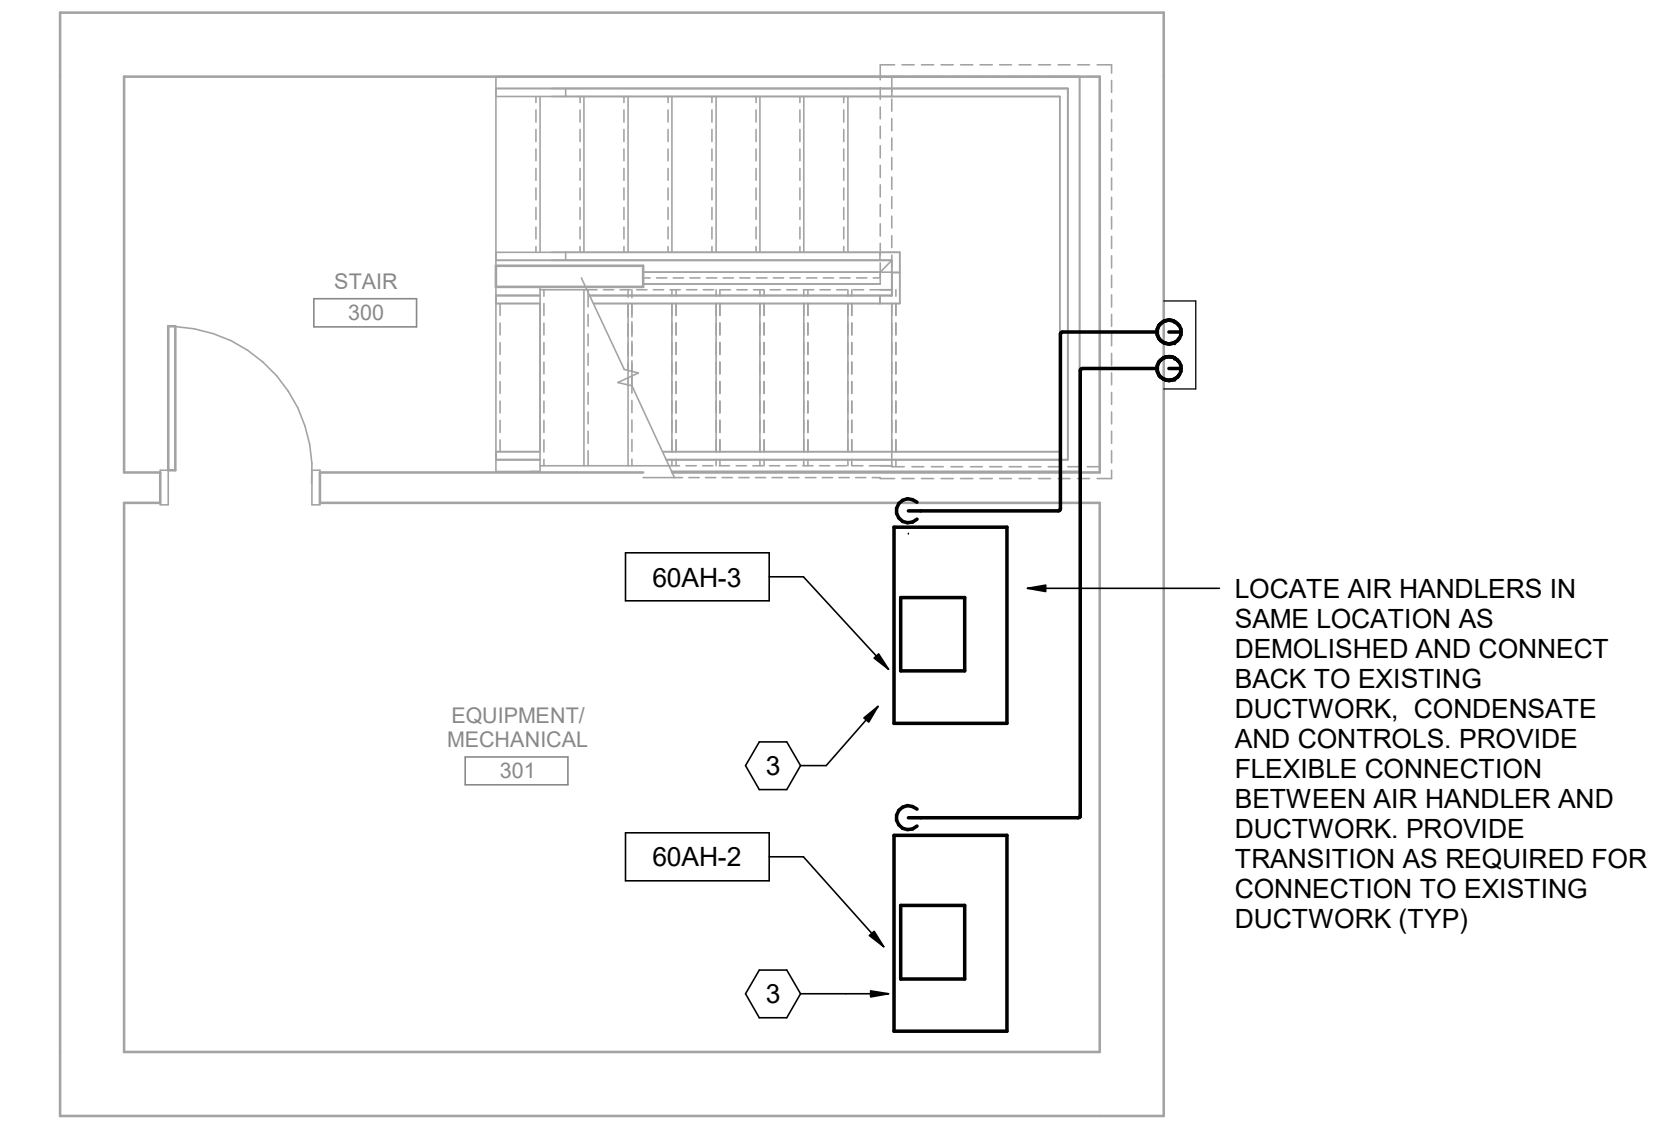 STAIR
300
60AH-3
LOCATE AIR HANDLERS IN
SAME LOCATION AS
DEMOLISHED AND CONNECT
BACK TO EXISTING
DUCTWORK,  CONDENSATE
AND CONTROLS. PROVIDE
FLEXIBLE CONNECTION
BETWEEN AIR HANDLER AND
DUCTWORK. PROVIDE
TRANSITION AS REQUIRED FOR
CONNECTION TO EXISTING
DUCTWORK (TYP)
EQUIPMENT/
MECHANICAL
301
3
60AH-2
3